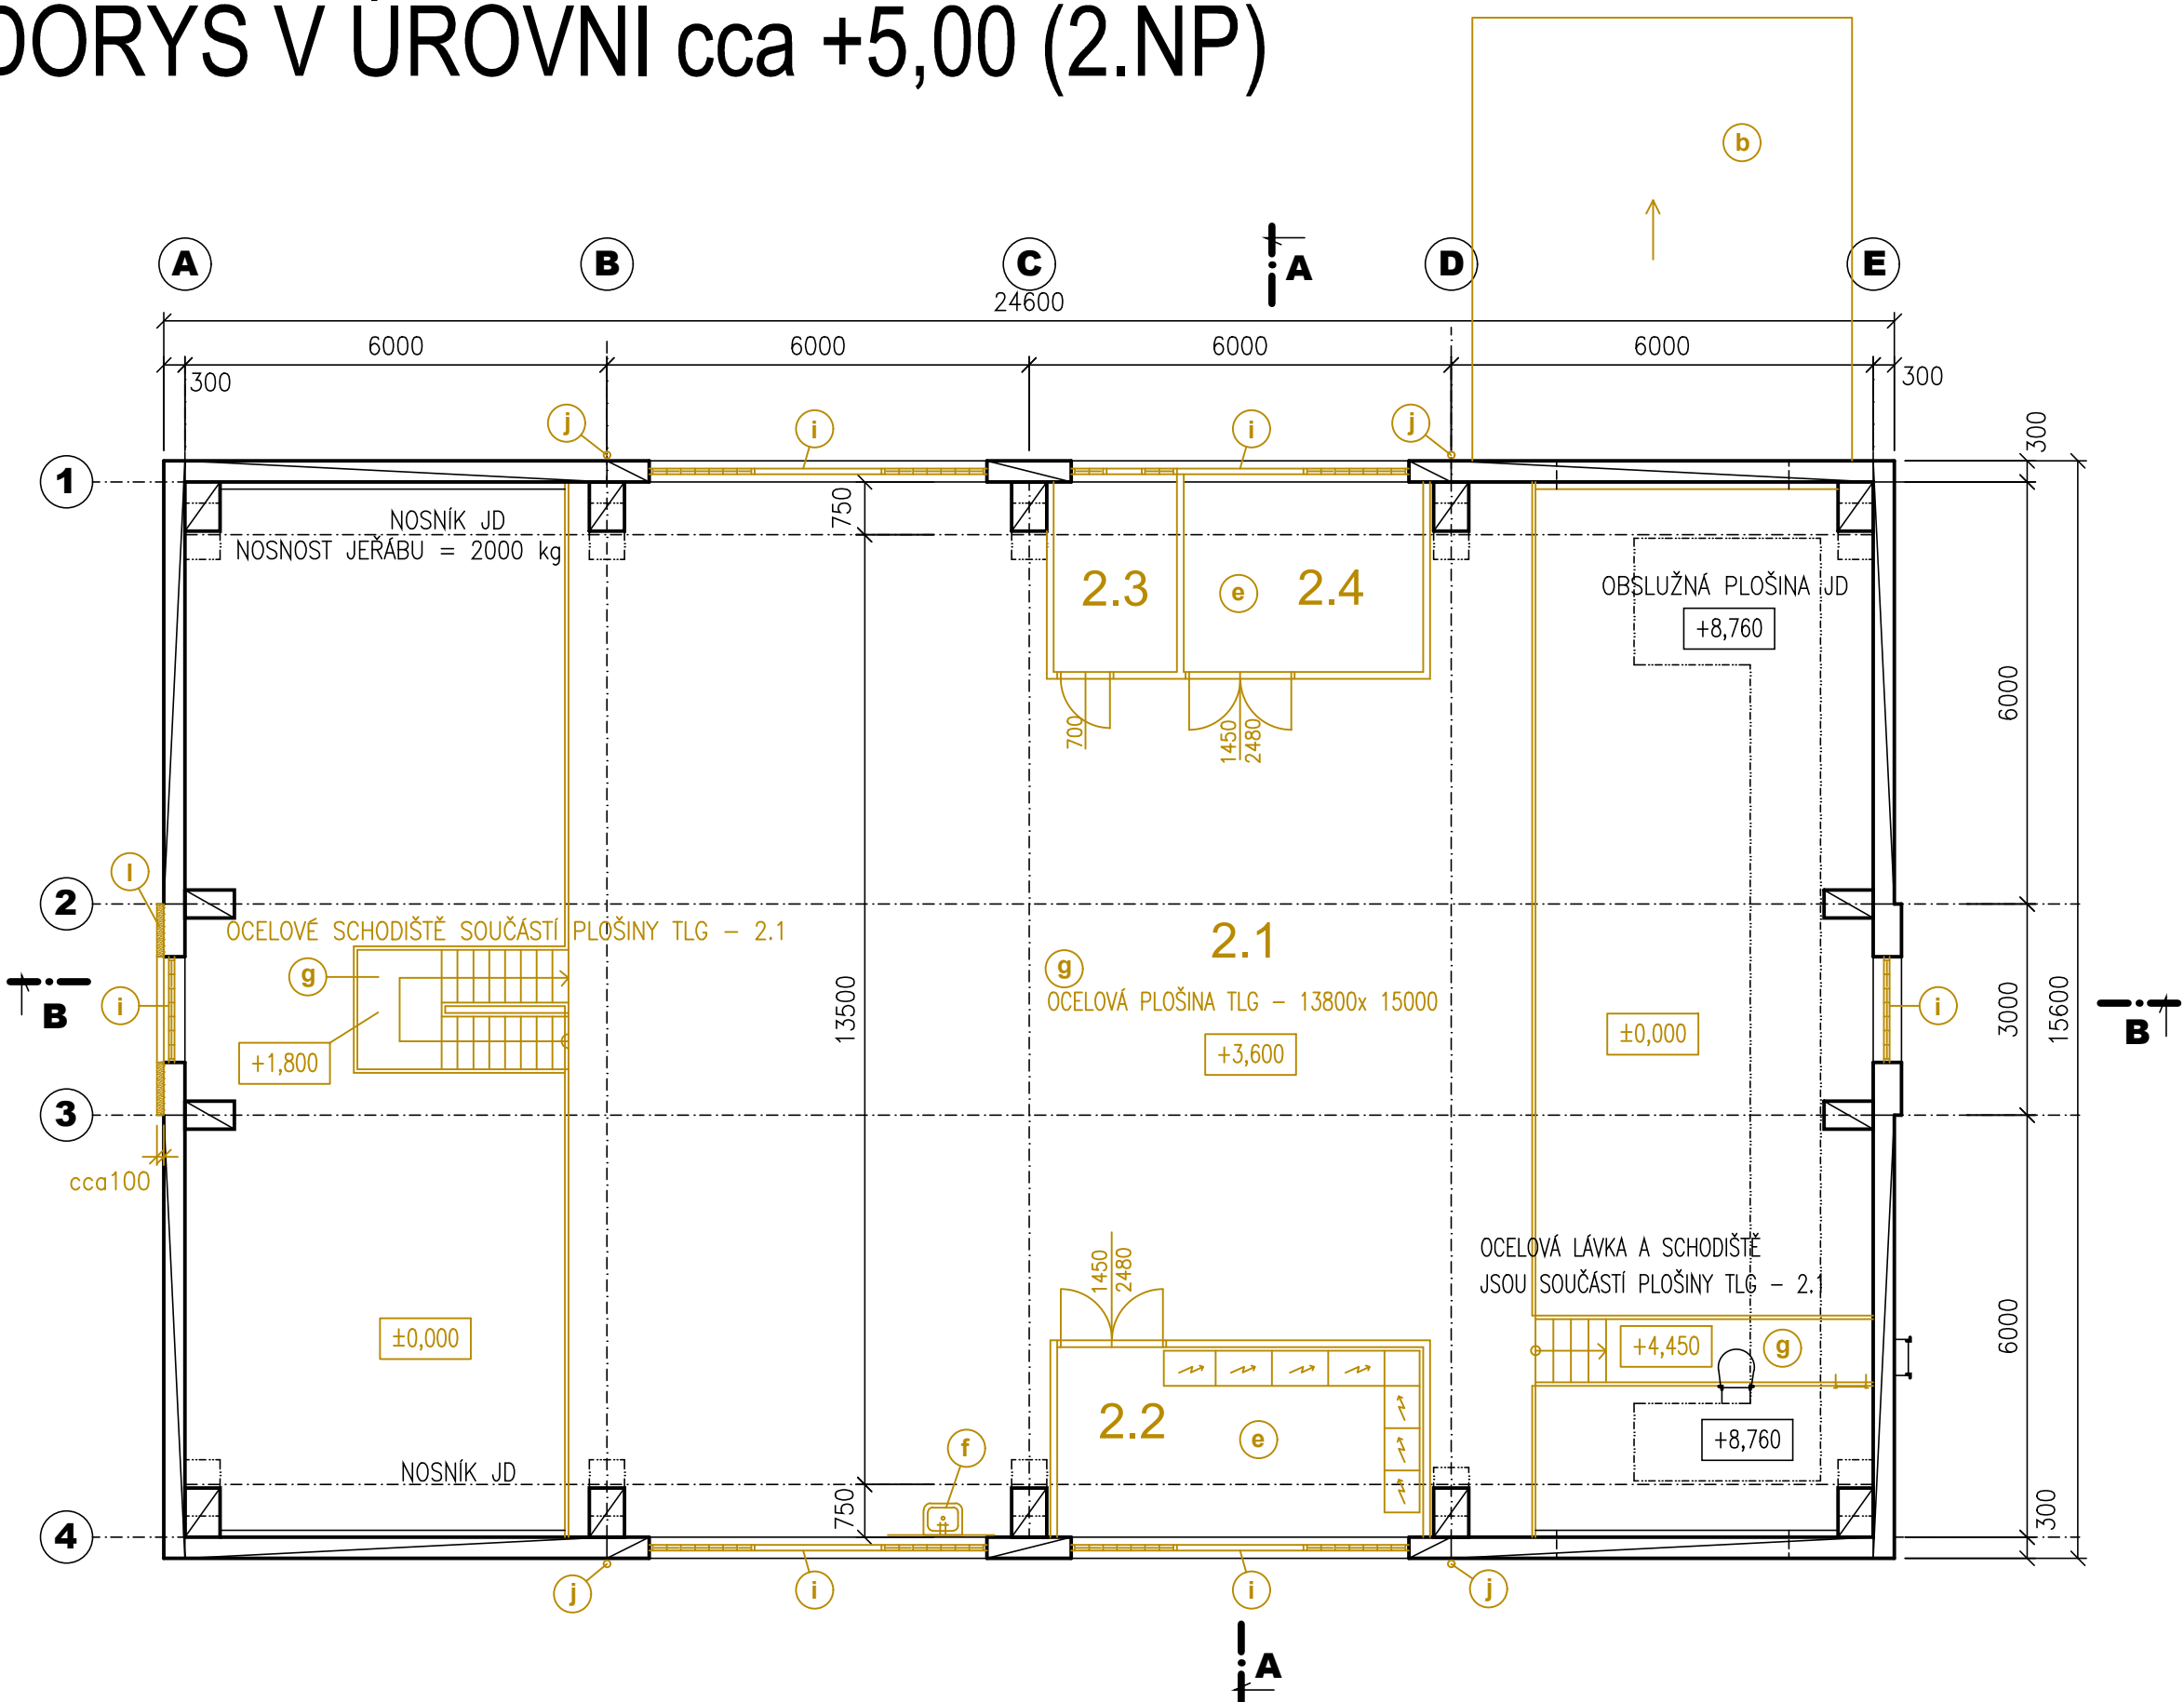 DORYS V ÚROVNI cca +5,00 (2.NP)
b
A
B
C
A
D
E
24600
6000
6000
6000
6000
300
300
j
i
i
j
300
1
750
NOSNÍK JD
NOSNOST JEŘÁBU = 2000 kg
2.3
e
2.4
OBSLUŽNÁ PLOŠINA JD
+8,760
6000
700
1450
2480
l
2
OCELOVÉ SCHODIŠTĚ SOUČÁSTÍ PLOŠINY TLG – 2.1
2.1
g
g
OCELOVÁ PLOŠINA TLG – 13800x 15000
B
i
13500
+3,600
±0,000
i
3000
15600
B
+1,800
3
cca100
OCELOVÁ LÁVKA A SCHODIŠTĚ
JSOU SOUČÁSTÍ PLOŠINY TLG – 2.1
1450
2480
±0,000
+4,450
g
6000
2.2
e
f
+8,760
NOSNÍK JD
750
300
4
j
i
i
j
A